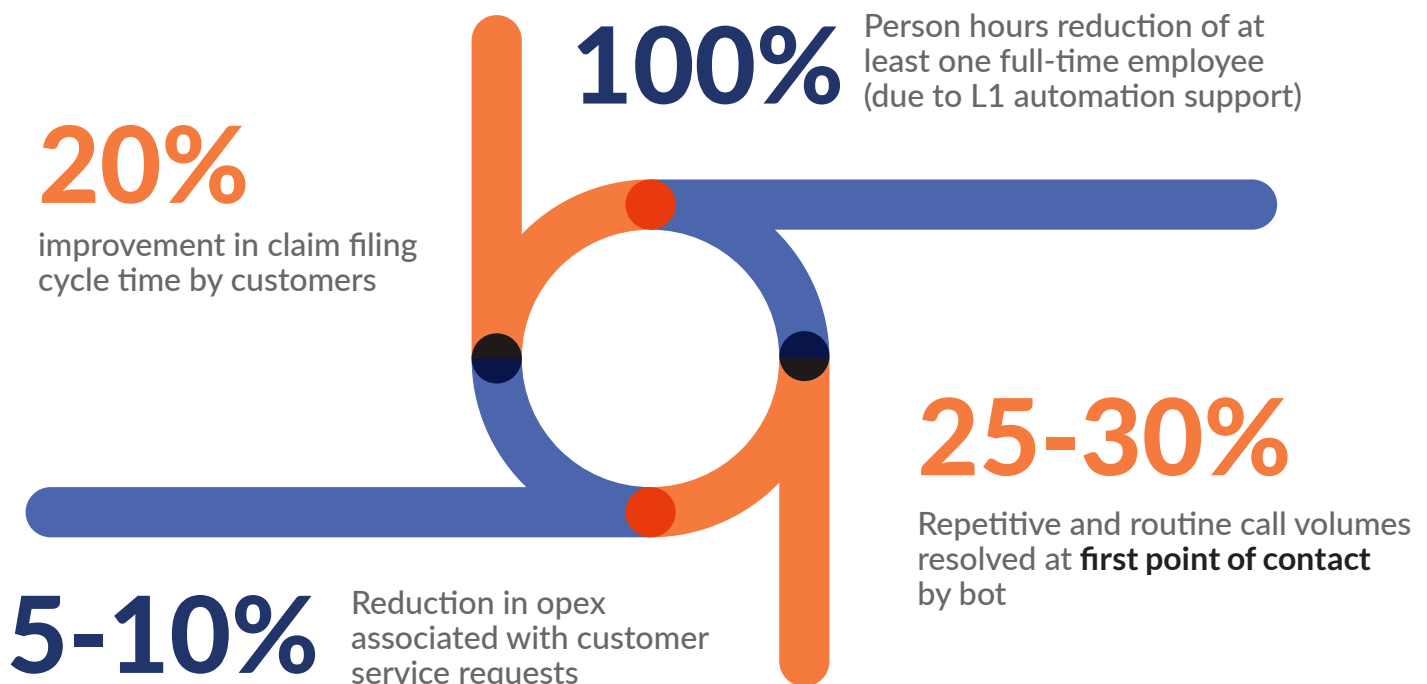 100%
Person hours reduction of at
least one full-time employee
(due to L1 automation support)
20%
improvement in claim filing
cycle time by customers
25-30%
Repetitive and routine call volumes
resolved at first point of contact
by bot
5-10%
Reduction in opex
associated with customer
service requests